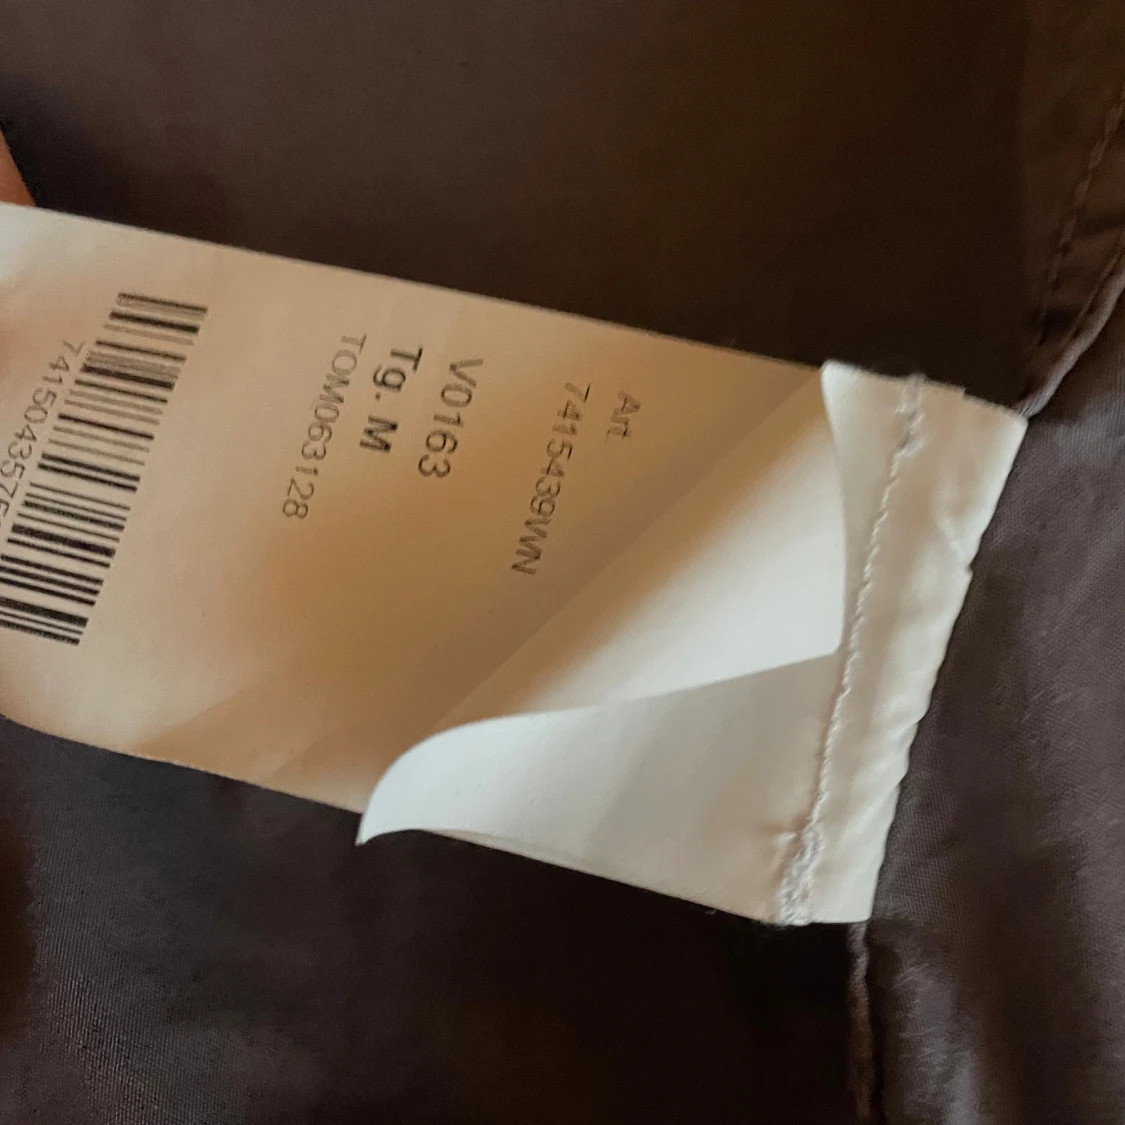 Art.
7415439WN
V0163
Tg. M
TOM063128